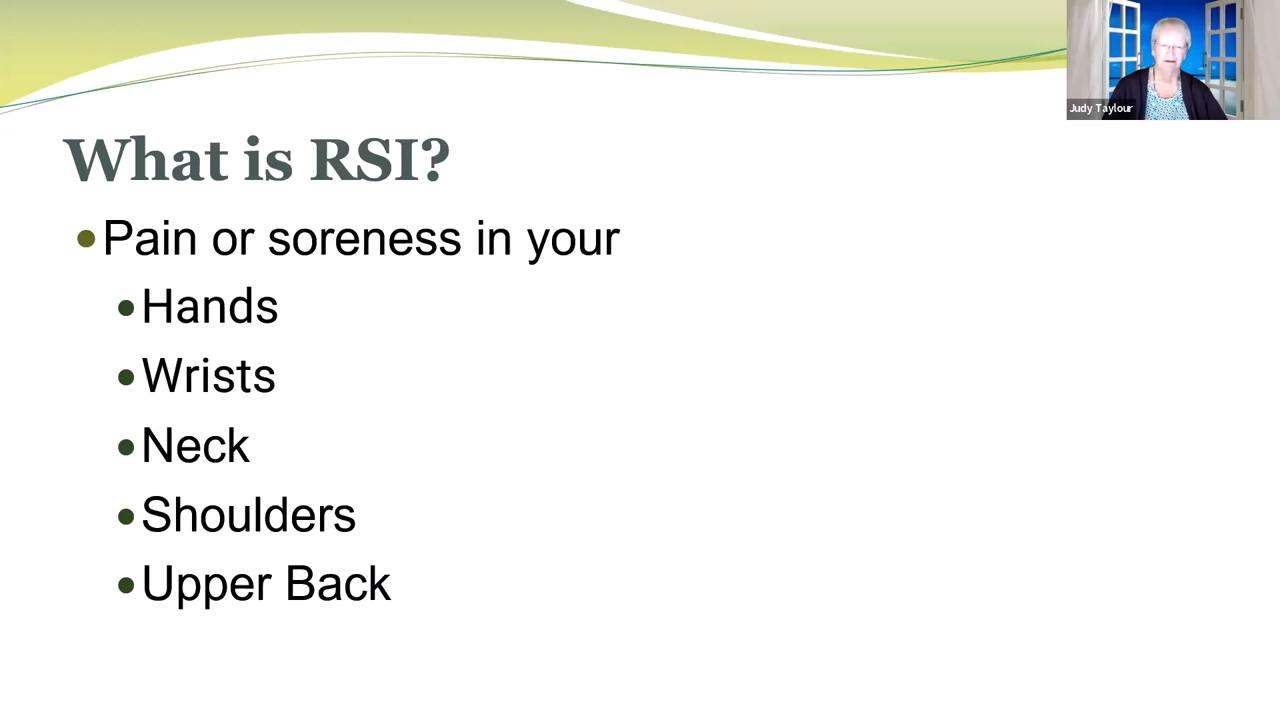 Judy Taylour
What is RSI?
•Pain or soreness in your
•Hands
•Wrists
•Neck
•Shoulders
•Upper Back